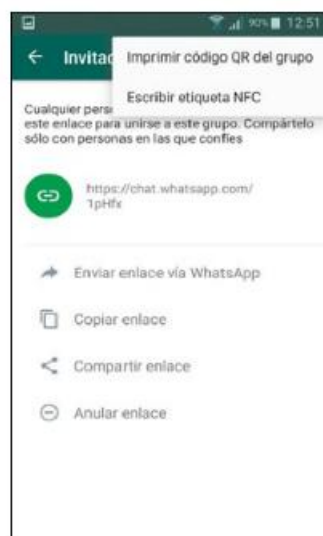 90% 12:51
Invitac
Imprimir código QR del grupo
Escribir etiqueta NFC
Cualquier pers
este enlace para unirse a este grupo. Compártelo
sólo con personas en las que confíes
https://chat.whatsapp.com/
1pHfx
Enviar enlace vía WhatsApp
Copiar enlace
Compartir enlace
Anular enlace